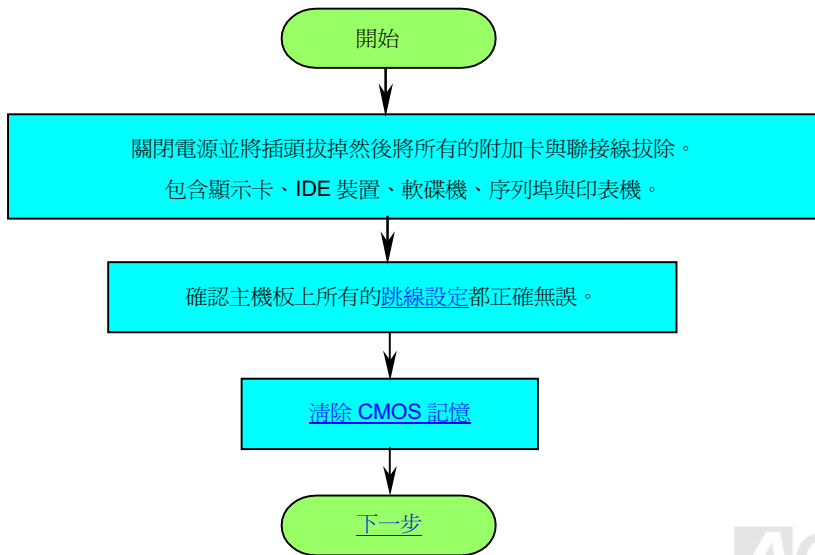 開始
關閉電源並將插頭拔掉然後將所有的附加卡與聯接線拔除。
包含顯示卡、IDE 裝置、軟碟機、序列埠與印表機。
確認主機板上所有的跳線設定都正確無誤。
清除 CMOS 記憶
下一步